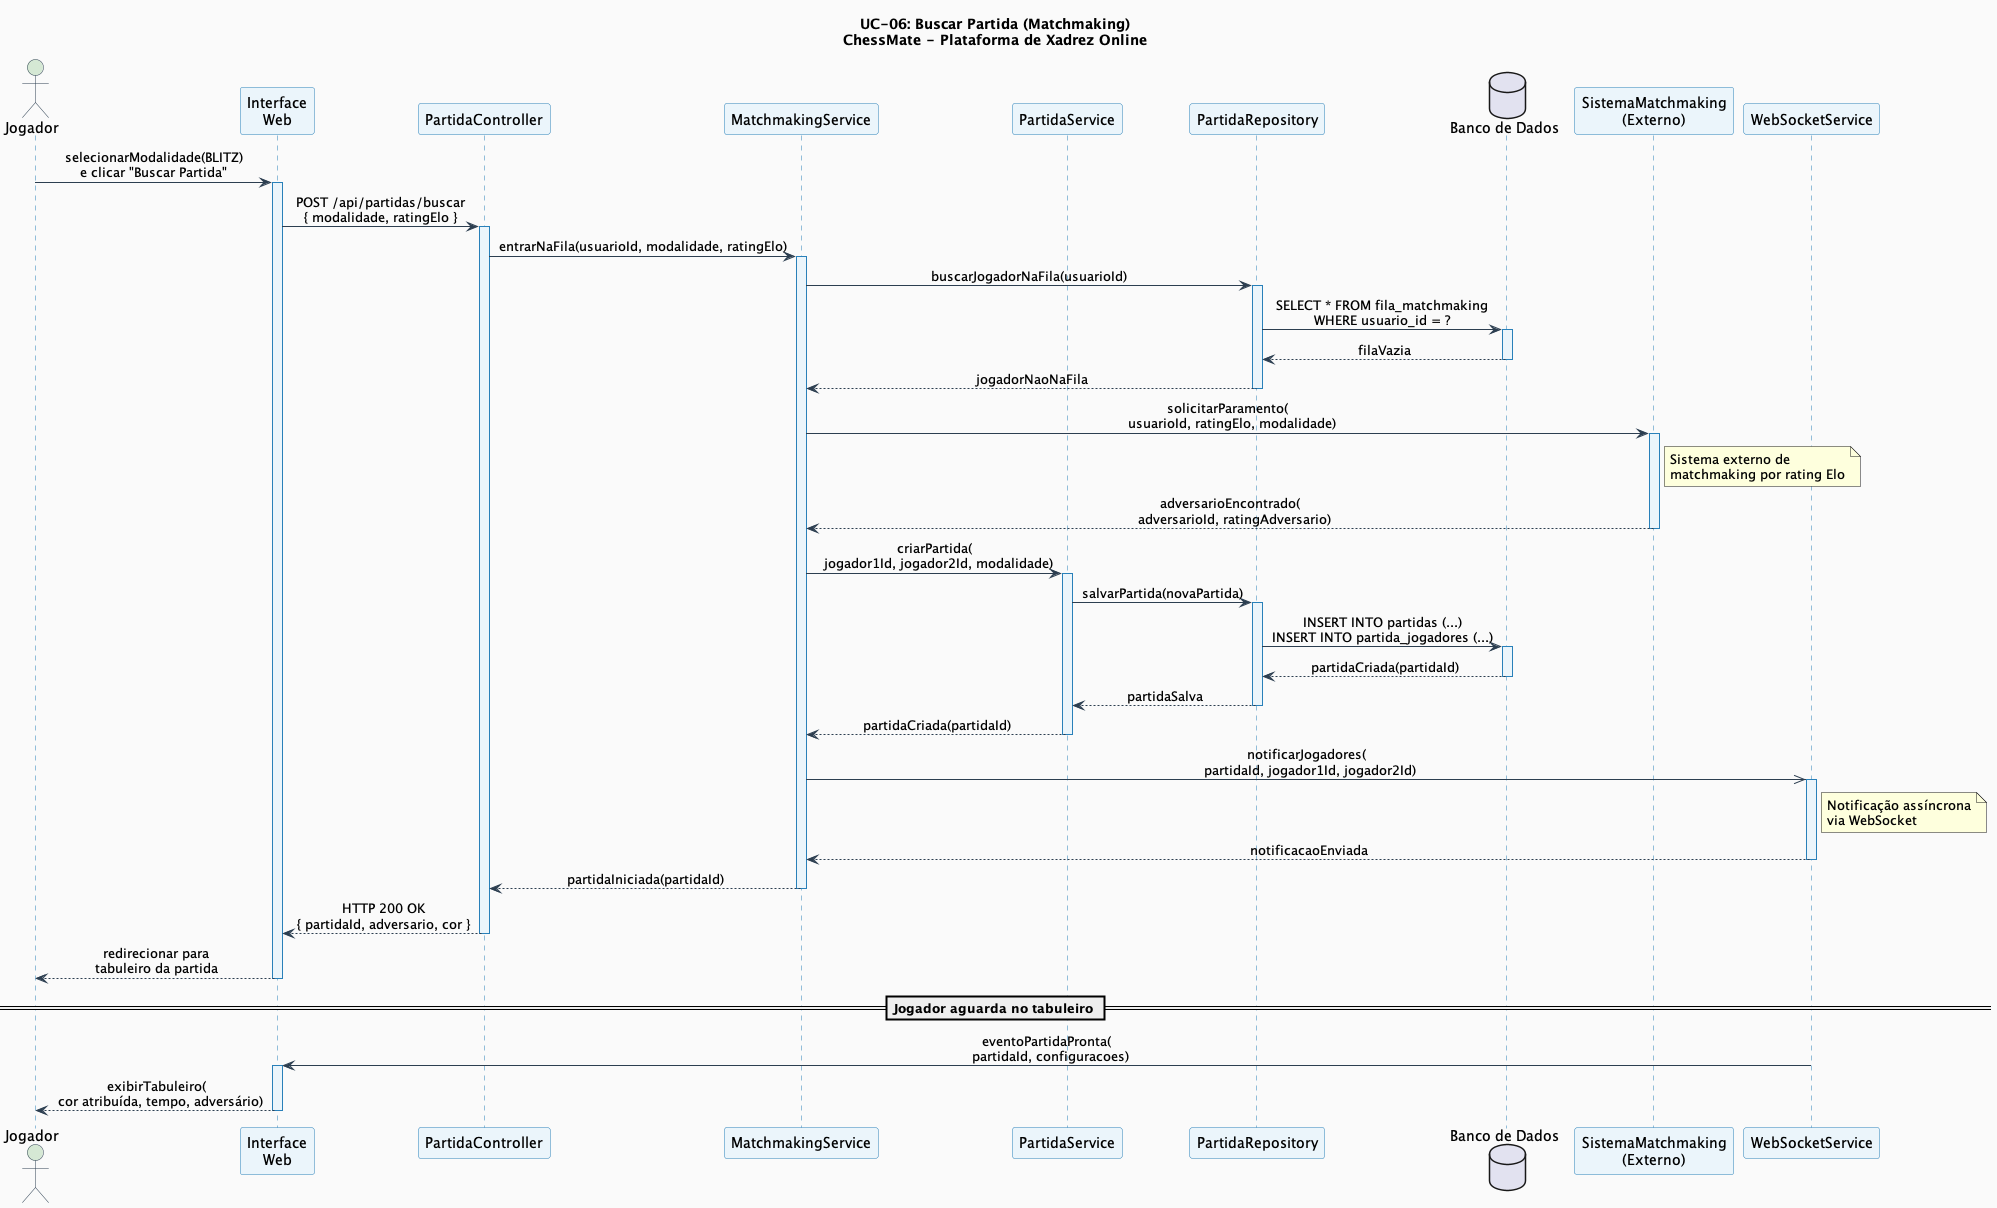 UC-06: Buscar Partida (Matchmaking)
ChessMate - Plataforma de Xadrez Online
Jogador
Interface
Web
PartidaController
MatchmakingService
PartidaService
PartidaRepository
Banco de Dados
SistemaMatchmaking
(Externo)
WebSocketService
selecionarModalidade(BLITZ)
e clicar "Buscar Partida"
POST /api/partidas/buscar
{ modalidade, ratingElo }
entrarNaFila(usuarioId, modalidade, ratingElo)
buscarJogadorNaFila(usuarioId)
SELECT * FROM fila_matchmaking
WHERE usuario_id = ?
filaVazia
jogadorNaoNaFila
solicitarParamento(
usuarioId, ratingElo, modalidade)
Sistema externo de
matchmaking por rating Elo
adversarioEncontrado(
adversarioId, ratingAdversario)
criarPartida(
jogador1Id, jogador2Id, modalidade)
salvarPartida(novaPartida)
INSERT INTO partidas (...)
INSERT INTO partida_jogadores (...)
partidaCriada(partidaId)
partidaSalva
partidaCriada(partidaId)
notificarJogadores(
partidaId, jogador1Id, jogador2Id)
Notificação assíncrona
via WebSocket
notificacaoEnviada
partidaIniciada(partidaId)
HTTP 200 OK
{ partidaId, adversario, cor }
redirecionar para
tabuleiro da partida
Jogador aguarda no tabuleiro
eventoPartidaPronta(
partidaId, configuracoes)
exibirTabuleiro(
cor atribuída, tempo, adversário)
Jogador
Interface
Web
PartidaController
MatchmakingService
PartidaService
PartidaRepository
Banco de Dados
SistemaMatchmaking
(Externo)
WebSocketService